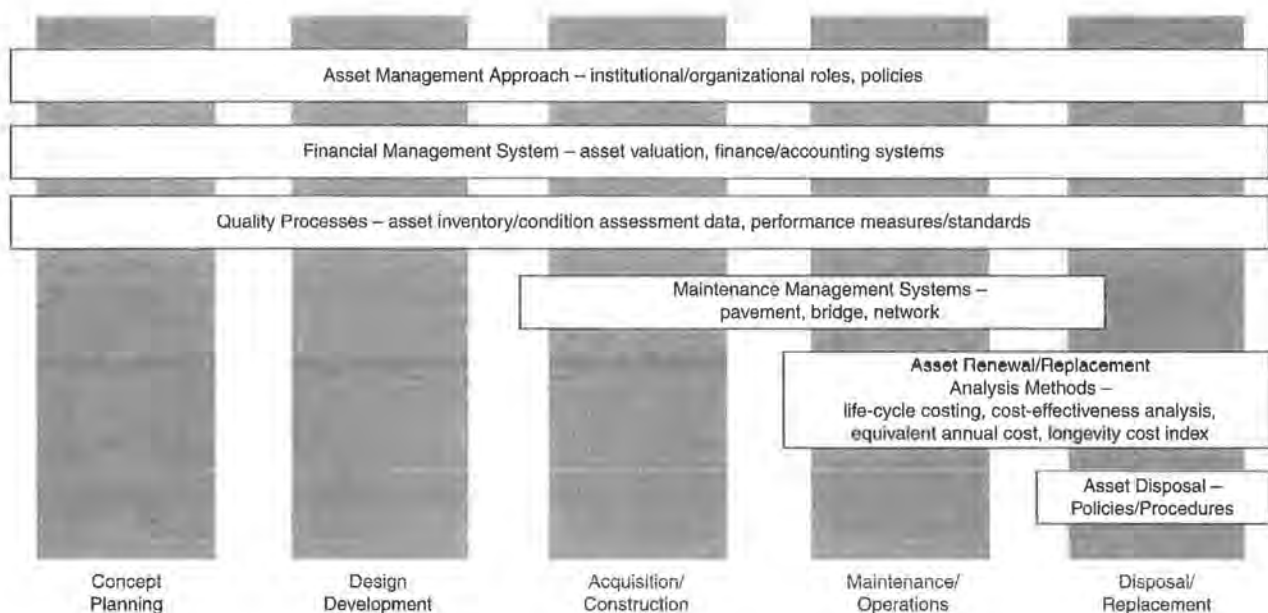 Asset Management Approach – institutional/organizational roles, policies
Financial Management System – asset valuation, finance/accounting systems
Quality Processes – asset inventory/condition assessment data, performance measures/standards
Maintenance Management Systems –
pavement, bridge, network
Asset Renewal/Replacement
Analysis Methods –
life-cycle costing, cost-effectiveness analysis,
equivalent annual cost, longevity cost index
Asset Disposal –
Policies/Procedures
Concept
Planning
Design
Development
Acquisition/
Construction
Maintenance/
Operations
Disposal/
Replacement